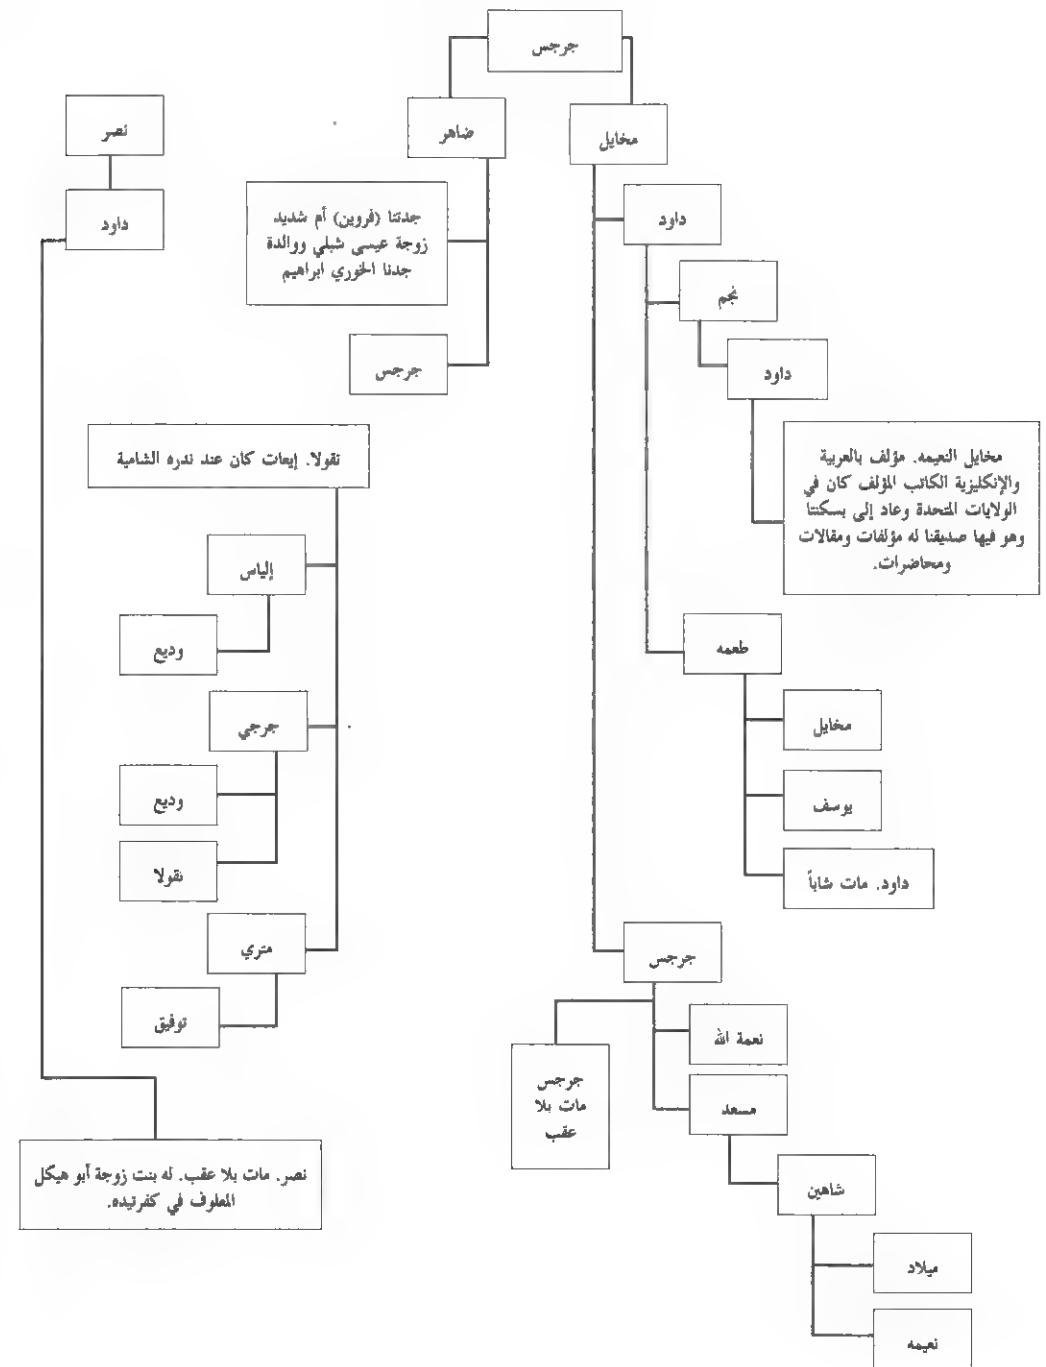 جرجس
ضاهر
مخايل
نصر
داود
جدتنا (فروين) أم شديد
زوجة عيسى شبلي ووالدة
جدنا الخوري ابراهيم
جرجس
داود
نجم
داود
مخايل النعيمه. مؤلف بالعربية
والإنكليزية الكاتب المؤلف كان في
الولايات المتحدة وعاد إلى بسكنتا
وهو فيها صديقنا له مؤلفات ومقالات
ومحاضرات.
نقولا. إيعات كان عند ندره الشامية
إلياس
وديع
جرجي
وديع
نقولا
متري
توفيق
طعمه
مخايل
يوسف
داود. مات شاباً
جرجس
نعمة الله
جرجس
مات بلا
عقب
مسعد
شاهين
ميلاد
نعيمه
نصر. مات بلا عقب. له بنت زوجة أبو هيكل
المعلوف في كفرتيده.